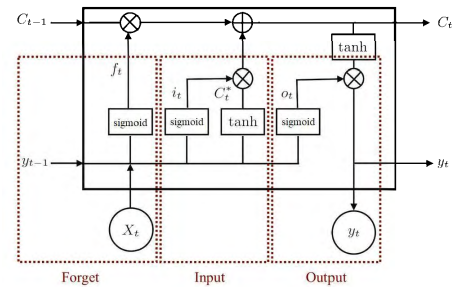 C_{t-1} C_t
tanh
f_t i_t C_t^* o_t
sigmoid sigmoid tanh sigmoid
y_{t-1} y_t
X_t y_t
Forget Input Output